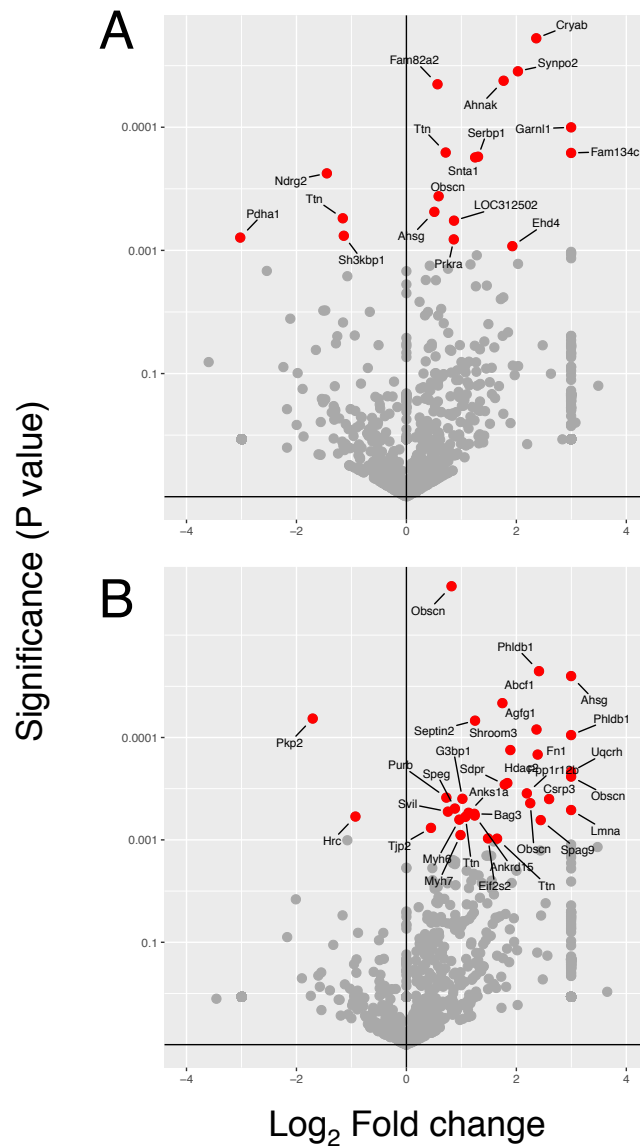 A
Cryab
Fam82a2
Synpo2
Ahnak
0.0001
Ttn
Serbp1
Garnl1
Fam134c
Snta1
Ndrg2
Obscn
Ttn
LOC312502
Pdha1
Ahsg
Ehd4
0.001
Sh3kbp1
Prkra
0.1
−4
−2
0
2
4
Significance (P value)
B
Obscn
Phldb1
Abcf1
Ahsg
Agfg1
Phldb1
Septin2
Shroom3
Pkp2
0.0001
G3bp1
Fn1
Uqcrh
Purb
Sdpr
Hdac2
Ppp1r12b
Speg
Anks1a
Csrp3
Obscn
Svil
Bag3
Lmna
0.001
Hrc
Tjp2
Obscn
Spag9
Myh6
Ttn
Ankrd15
Myh7
Eif2s2
Ttn
0.1
−4
−2
0
2
4
Log2 Fold change